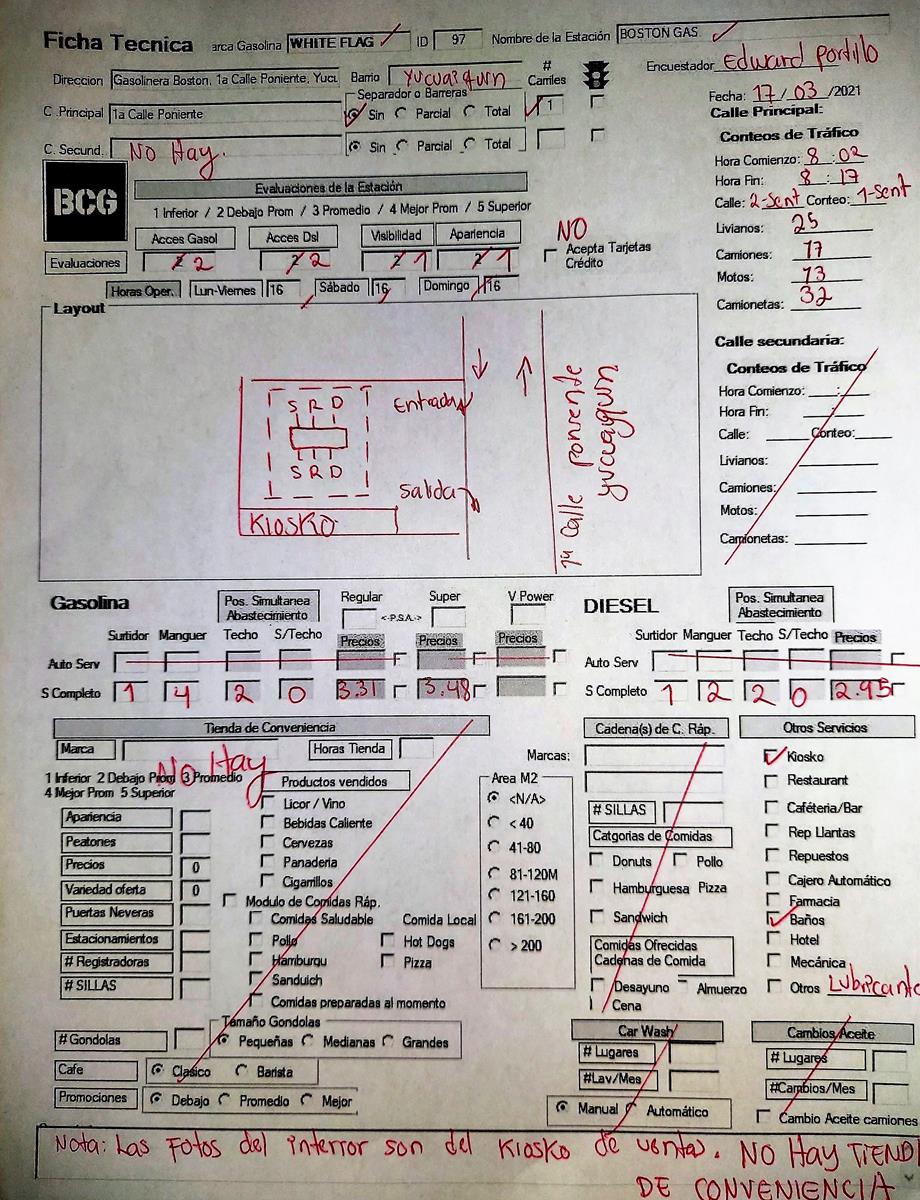 Ficha Tecnica arca Gasolina WHITE FLAG ID 97 Nombre de la Estación BOSTON GAS
Direccion Gasolinera Boston, 1a Calle Poniente, Yucu Barrio Yucuaiquin # Carriles Encuestador Edward Portillo
Separador o Barreras
C .Principal 1a Calle Poniente Sin Parcial Total 1 Fecha: 17/03/2021
Calle Principal:
C. Secund. No Hay. Sin Parcial Total Conteos de Tráfico
Hora Comienzo: 8:02
BCG Evaluaciones de la Estación Hora Fin: 8:17
1 Inferior / 2 Debajo Prom / 3 Promedio / 4 Mejor Prom / 5 Superior Calle: 2-Sent Conteo: 1-Sent
Acces Gasol Acces Dsl Visibilidad Apariencia NO Livianos: 25
Evaluaciones 2 2 1 1 Acepta Tarjetas Crédito Camiones: 17
Motos: 13
Horas Oper. Lun-Viernes 16 Sábado 16 Domingo 16 Camionetas: 32
Layout
Calle secundaria:
Conteos de Tráfico
Hora Comienzo: :
Hora Fin: :
Calle: Conteo:
Livianos:
Camiones:
Motos:
Camionetas:
S R D
Entrada
S R D
Salida
KIOSKO
1a Calle poniente
yucuaiquin
Gasolina Pos. Simultanea Abastecimiento Regular <-P.S.A.-> Super V Power DIESEL Pos. Simultanea Abastecimiento
Surtidor Manguer Techo S/Techo Precios Precios Precios Surtidor Manguer Techo S/Techo Precios
Auto Serv Auto Serv
S Completo 1 4 2 0 3.31 3.48 S Completo 1 2 2 0 2.95
Tienda de Conveniencia Cadena(s) de C. Ráp. Otros Servicios
Marca Horas Tienda Marcas: Kiosko
No Hay
1 Inferior 2 Debajo Prom 3 Promedio
4 Mejor Prom 5 Superior
Productos vendidos Area M2 Restaurant
Apariencia Licor / Vino <N/A> # SILLAS Caféteria/Bar
Peatones Bebidas Caliente < 40 Catgorias de Comidas Rep Llantas
Precios 0 Cervezas 41-80 Donuts Pollo Repuestos
Variedad oferta 0 Panaderia 81-120M Hamburguesa Pizza Cajero Automático
Cigarrillos 121-160 Farmacia
Puertas Neveras Modulo de Comidas Ráp. 161-200 Sandwich Baños
Comidas Saludable Comida Local
Estacionamientos Pollo Hot Dogs > 200 Comidas Ofrecidas Cadenas de Comida Hotel
# Registradoras Hamburgu Pizza Mecánica
# SILLAS Sanduich Desayuno Almuerzo Otros Lubricante
Comidas preparadas al momento Cena
Tamaño Gondolas Car Wash Cambios Aceite
# Gondolas Pequeñas Medianas Grandes # Lugares # Lugares
Cafe Clasico Barista #Lav/Mes #Cambios/Mes
Promociones Debajo Promedio Mejor Manual Automático Cambio Aceite camiones
Nota: Las Fotos del interior son del Kiosko de ventas. NO HAY TIEND
DE CONVENIENCIA